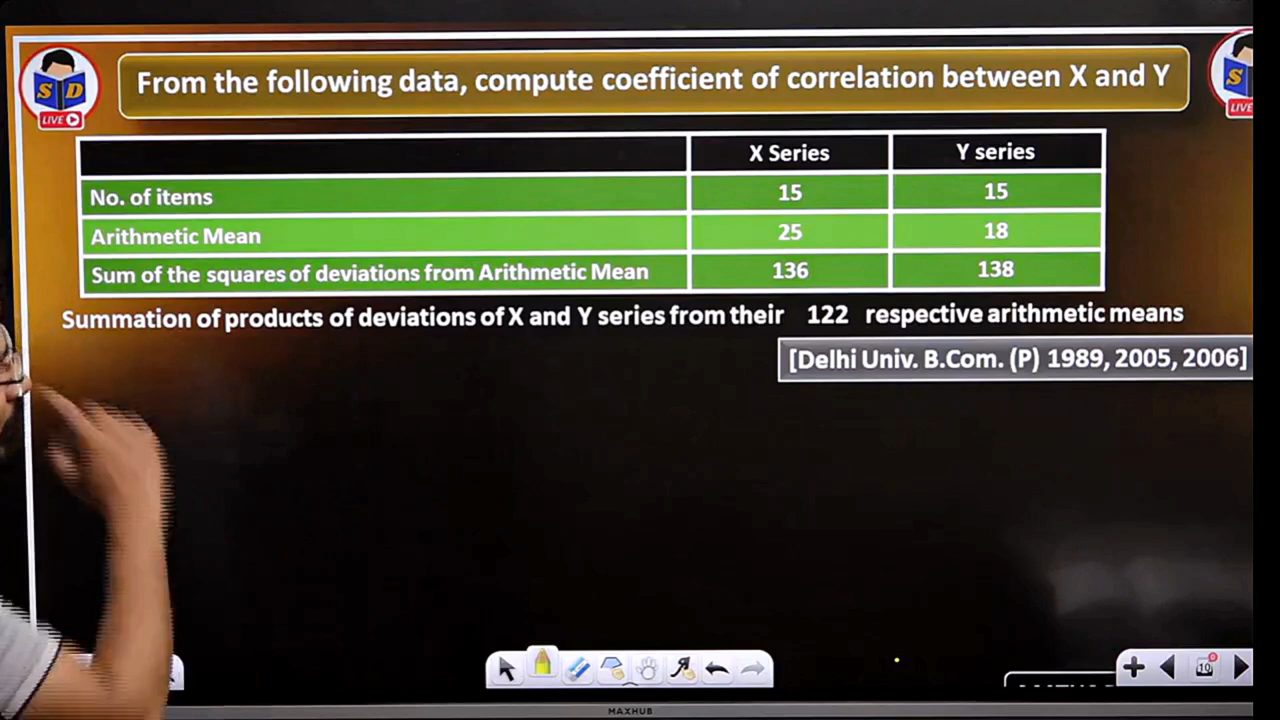 From the following data, compute coefficient of correlation between X and Y
S D
S
LIVE
LIVE
X Series Y series
No. of items 15 15
Arithmetic Mean 25 18
Sum of the squares of deviations from Arithmetic Mean 136 138
Summation of products of deviations of X and Y series from their 122 respective arithmetic means
[Delhi Univ. B.Com. (P) 1989, 2005, 2006]
10
MAXHUB